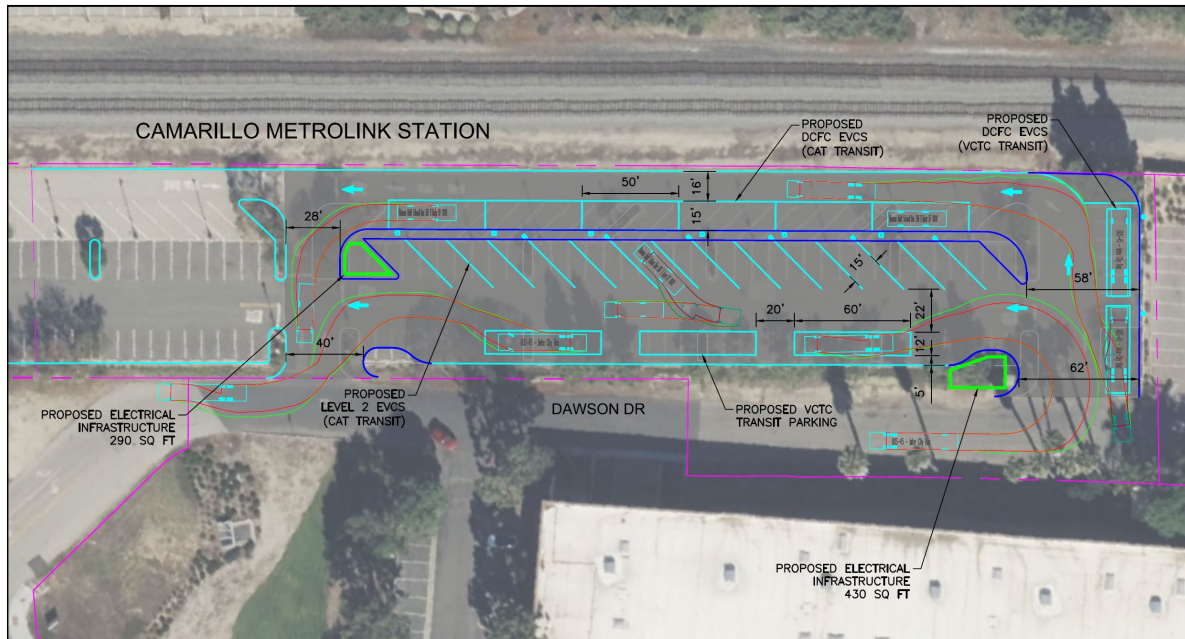 CAMARILLO METROLINK STATION
PROPOSED
DCFC EVCS
(CAT TRANSIT)
PROPOSED
DCFC EVCS
(VCTC TRANSIT)
50'
16'
15'
28'
15'
58'
22'
20'
60'
12'
40'
62'
5'
PROPOSED ELECTRICAL
INFRASTRUCTURE
290 SQ FT
PROPOSED
LEVEL 2 EVCS
(CAT TRANSIT)
DAWSON DR
PROPOSED VCTC
TRANSIT PARKING
PROPOSED ELECTRICAL
INFRASTRUCTURE
430 SQ FT